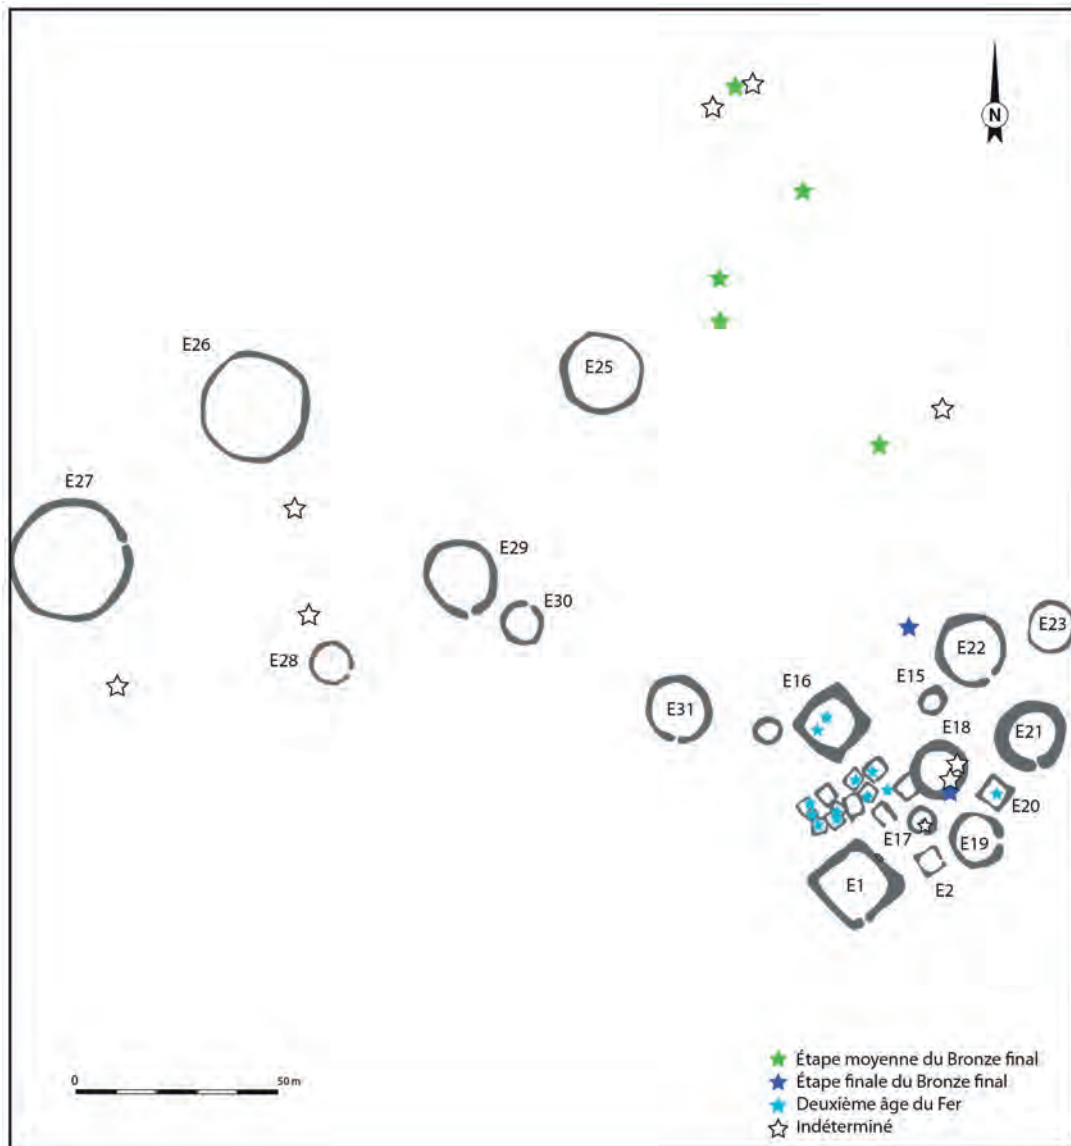 N
E26
E25
E27
E29
E30
E23
E22
E28
E15
E16
E31
E18
E21
E20
E17
E19
E1
E2
0
50 m
Étape moyenne du Bronze final
Étape finale du Bronze final
Deuxième âge du Fer
Indéterminé